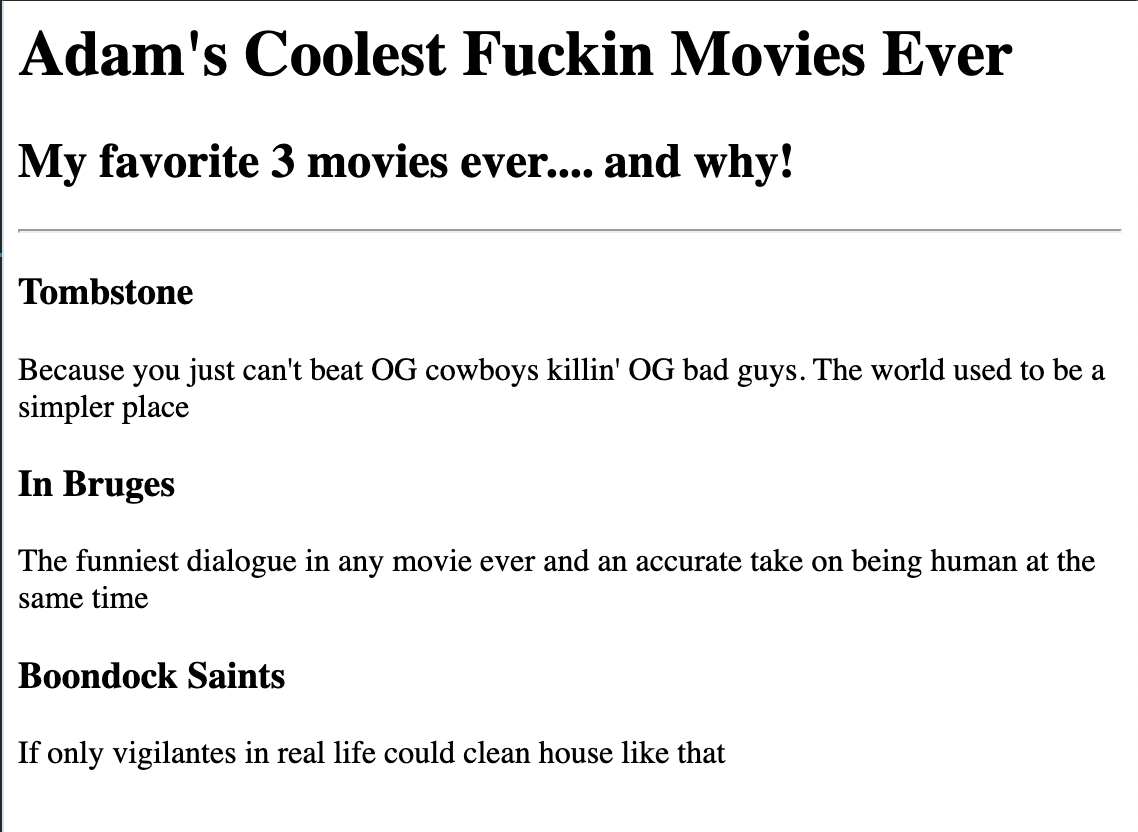 Adam's Coolest Fuckin Movies Ever
My favorite 3 movies ever.... and why!
Tombstone
Because you just can't beat OG cowboys killin' OG bad guys. The world used to be a
simpler place
In Bruges
The funniest dialogue in any movie ever and an accurate take on being human at the
same time
Boondock Saints
If only vigilantes in real life could clean house like that